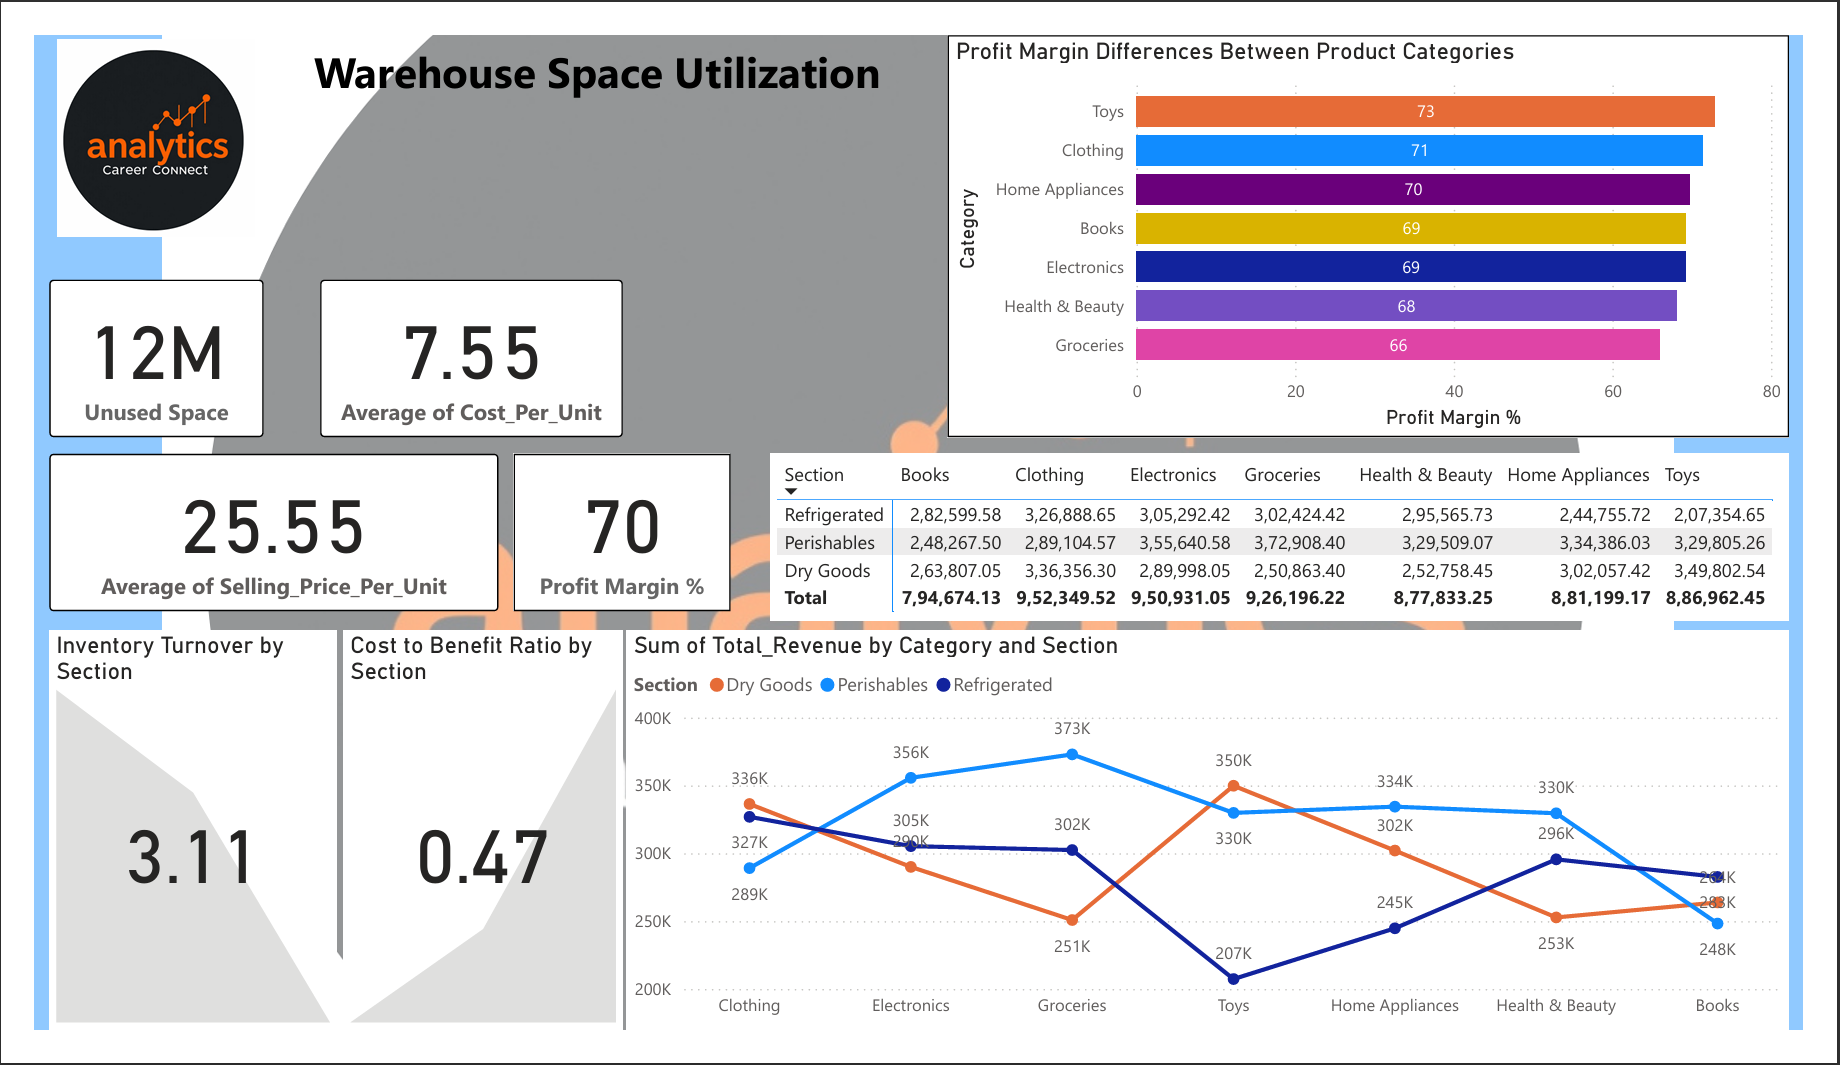 analytics
Career Connect
Warehouse Space Utilization
12M
Unused Space
7.55
Average of Cost_Per_Unit
25.55
Average of Selling_Price_Per_Unit
70
Profit Margin %
Profit Margin Differences Between Product Categories
Category
Toys 73
Clothing 71
Home Appliances 70
Books 69
Electronics 69
Health & Beauty 68
Groceries 66
0 20 40 60 80
Profit Margin %
Section Books Clothing Electronics Groceries Health & Beauty Home Appliances Toys
Refrigerated 2,82,599.58 3,26,888.65 3,05,292.42 3,02,424.42 2,95,565.73 2,44,755.72 2,07,354.65
Perishables 2,48,267.50 2,89,104.57 3,55,640.58 3,72,908.40 3,29,509.07 3,34,386.03 3,29,805.26
Dry Goods 2,63,807.05 3,36,356.30 2,89,998.05 2,50,863.40 2,52,758.45 3,02,057.42 3,49,802.54
Total 7,94,674.13 9,52,349.52 9,50,931.05 9,26,196.22 8,77,833.25 8,81,199.17 8,86,962.45
Inventory Turnover by
Section
3.11
Cost to Benefit Ratio by
Section
0.47
Sum of Total_Revenue by Category and Section
Section Dry Goods Perishables Refrigerated
400K
350K
300K
250K
200K
336K
327K
289K
356K
305K
290K
373K
302K
251K
350K
330K
207K
334K
302K
245K
330K
296K
253K
264K
283K
248K
Clothing Electronics Groceries Toys Home Appliances Health & Beauty Books